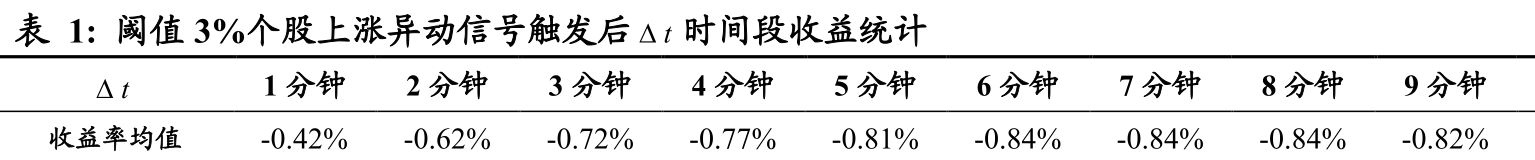 表 1: 阈值 3%个股上涨异动信号触发后 Δ t 时间段收益统计
Δ t 1 分钟 2 分钟 3 分钟 4 分钟 5 分钟 6 分钟 7 分钟 8 分钟 9 分钟
收益率均值 -0.42% -0.62% -0.72% -0.77% -0.81% -0.84% -0.84% -0.84% -0.82%